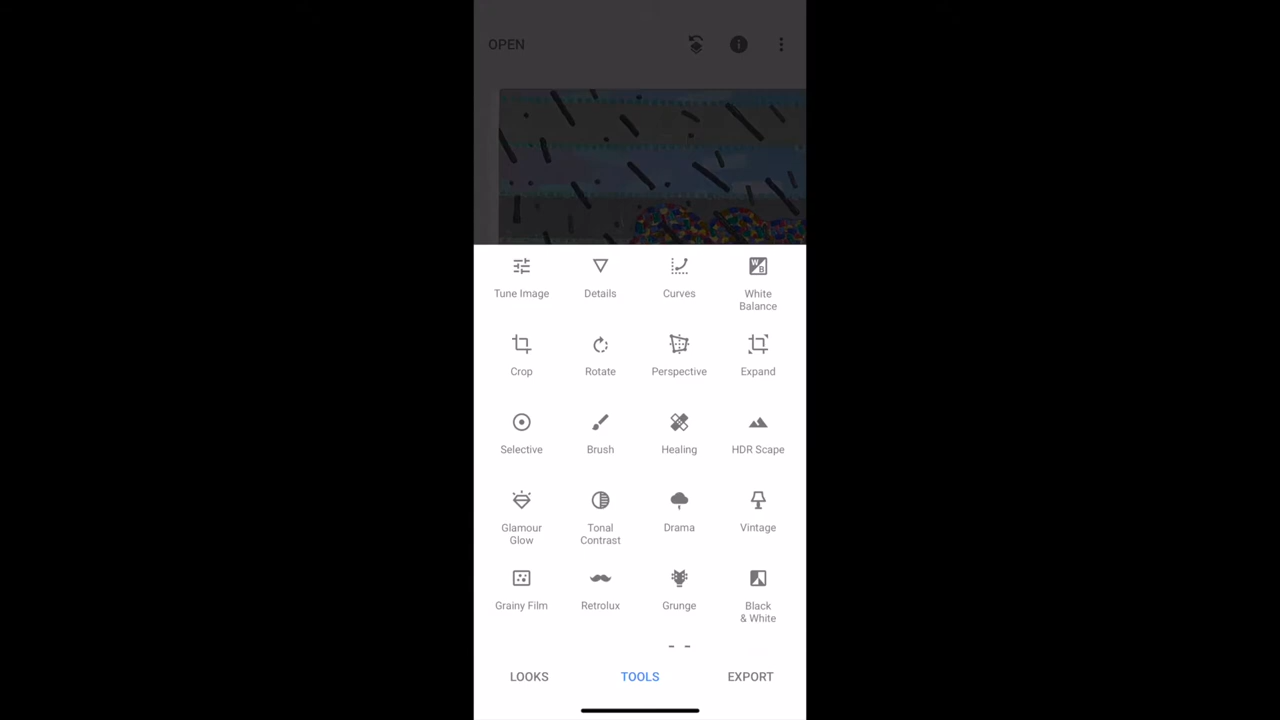 OPEN
Tune Image
Details
Curves
WB
White
Balance
Crop
Rotate
Perspective
Expand
Selective
Brush
Healing
HDR Scape
Glamour
Glow
Tonal
Contrast
Drama
Vintage
Grainy Film
Retrolux
Grunge
Black
& White
LOOKS
TOOLS
EXPORT